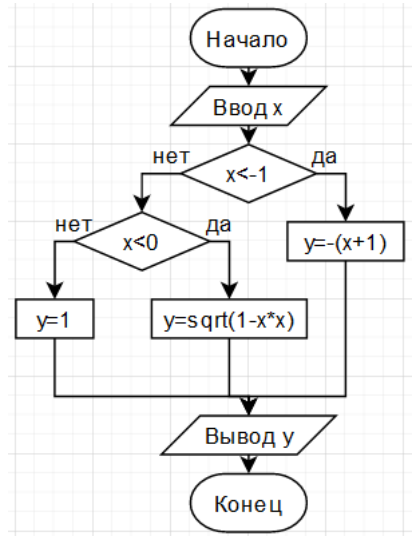 Начало
Ввод x
нет
да
x<-1
нет
да
x<0
y=-(x+1)
y=1
y=sqrt(1-x*x)
Вывод y
Конец